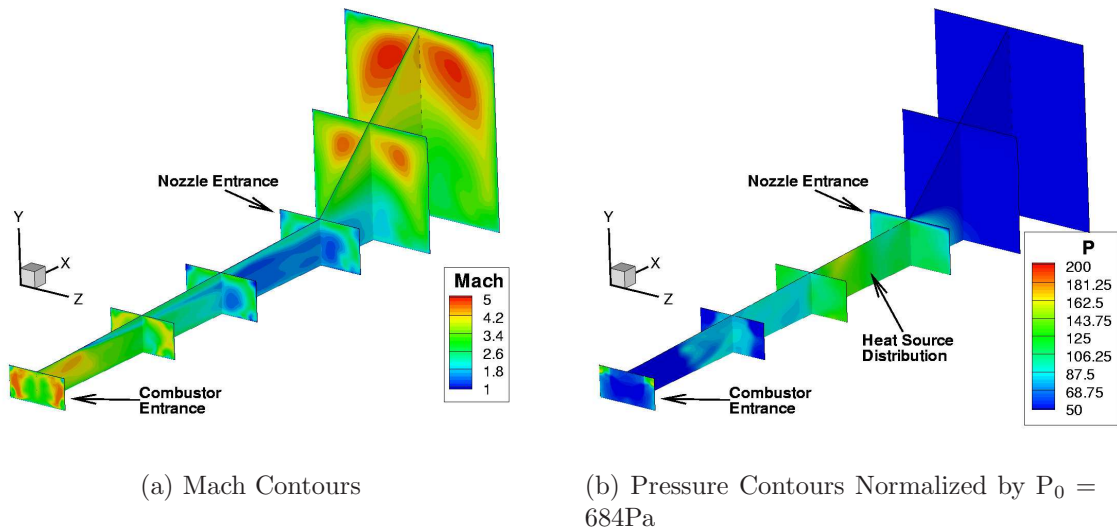 Nozzle Entrance
Y
X
Z
Mach
5
4.2
3.4
2.6
1.8
1
Combustor
Entrance
(a) Mach Contours
Nozzle Entrance
Y
X
Z
P
200
181.25
162.5
143.75
125
106.25
87.5
68.75
50
Heat Source
Distribution
Combustor
Entrance
(b) Pressure Contours Normalized by P₀ =
684Pa